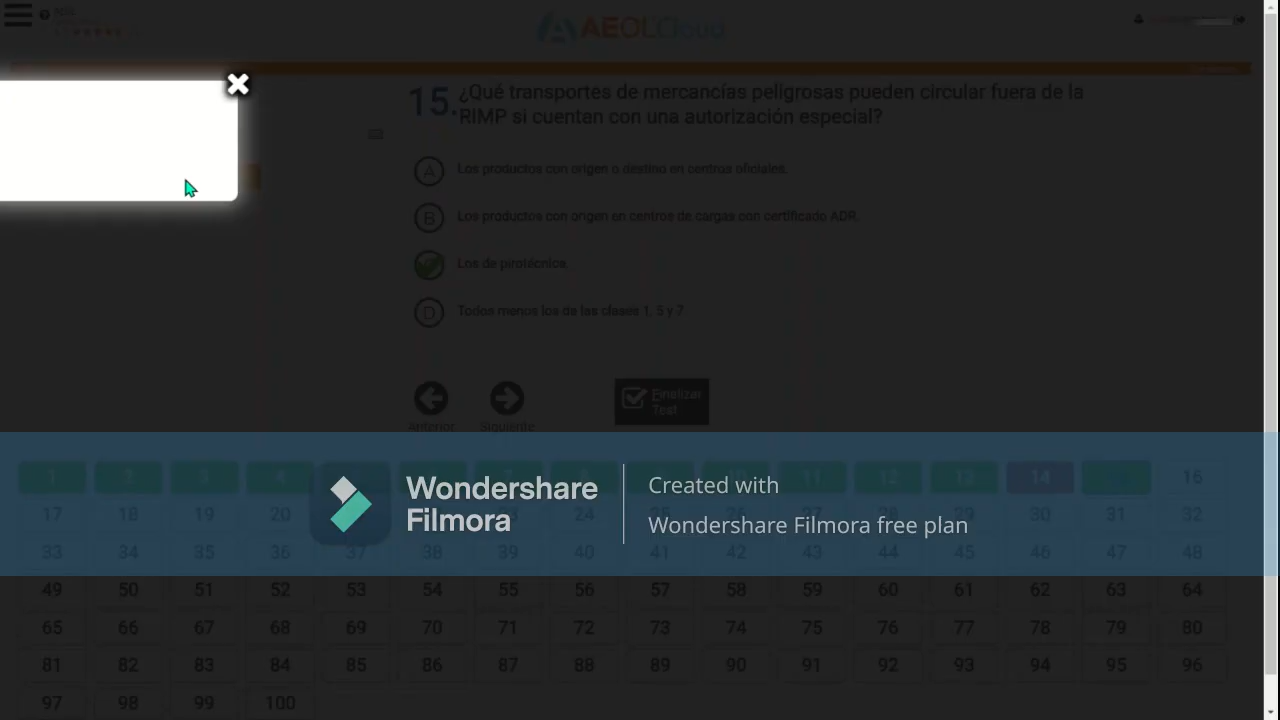 AEOLCloud
15. ¿Qué transportes de mercancías peligrosas pueden circular fuera de la
RIMP si cuentan con una autorización especial?
A Los productos con origen o destino en centros oficiales.
B Los productos con origen en centros de cargas con certificado ADR.
Los de pirotécnica.
D Todos menos los de las clases 1, 5 y 7
Finalizar
Test
Anterior Siguiente
1 2 3 4 11 12 13 14 16
Wondershare
Filmora
Created with
Wondershare Filmora free plan
17 18 19 20 24 25 26 27 28 29 30 31 32
33 34 35 36 37 38 39 40 41 42 43 44 45 46 47 48
49 50 51 52 53 54 55 56 57 58 59 60 61 62 63 64
65 66 67 68 69 70 71 72 73 74 75 76 77 78 79 80
81 82 83 84 85 86 87 88 89 90 91 92 93 94 95 96
97 98 99 100